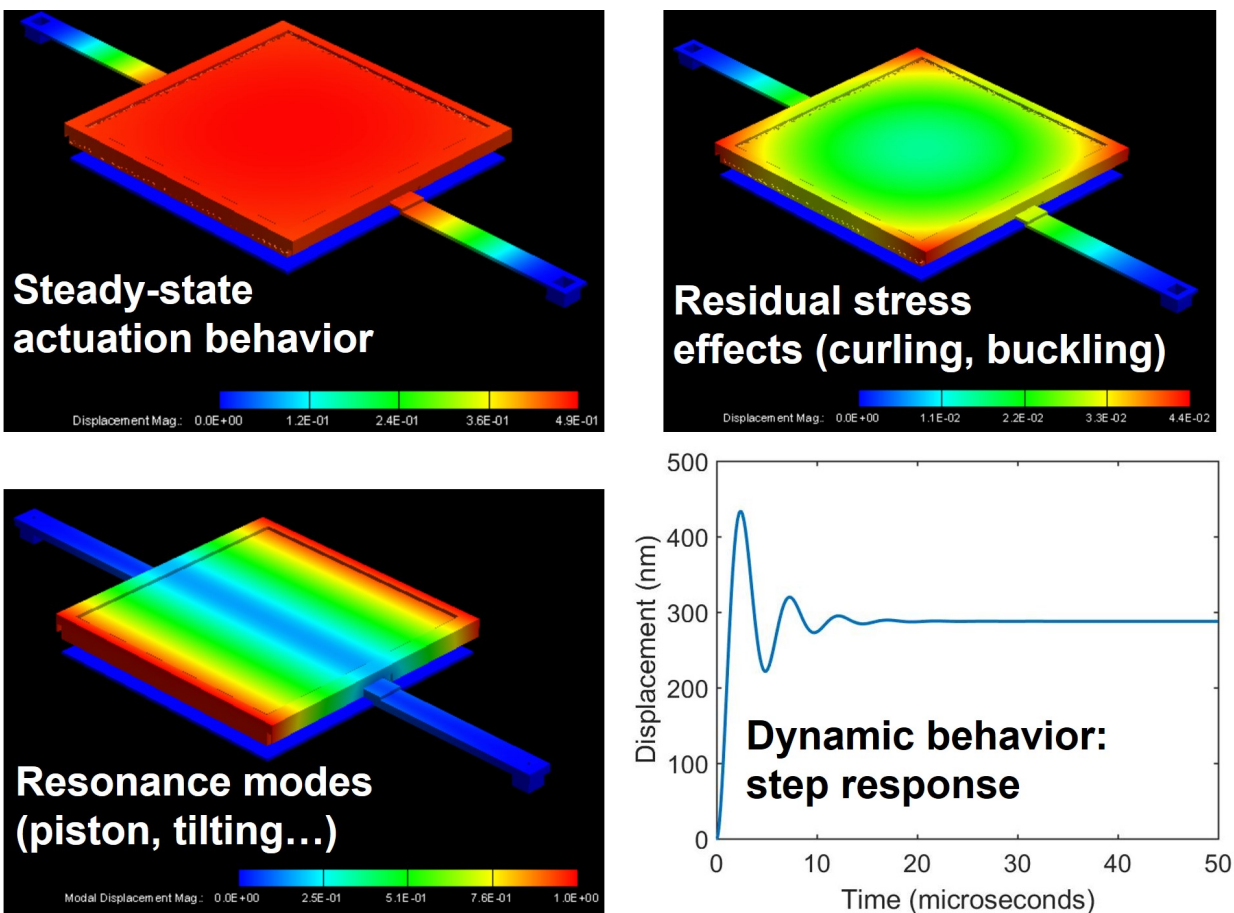 Steady-state
actuation behavior
Displacement Mag.: 0.0E+00 1.2E-01 2.4E-01 3.6E-01 4.9E-01
Residual stress
effects (curling, buckling)
Displacement Mag.: 0.0E+00 1.1E-02 2.2E-02 3.3E-02 4.4E-02
Resonance modes
(piston, tilting...)
Modal Displacement Mag.: 0.0E+00 2.5E-01 5.1E-01 7.6E-01 1.0E+00
500
400
300
200
100
0
Displacement (nm)
Dynamic behavior:
step response
0 10 20 30 40 50
Time (microseconds)